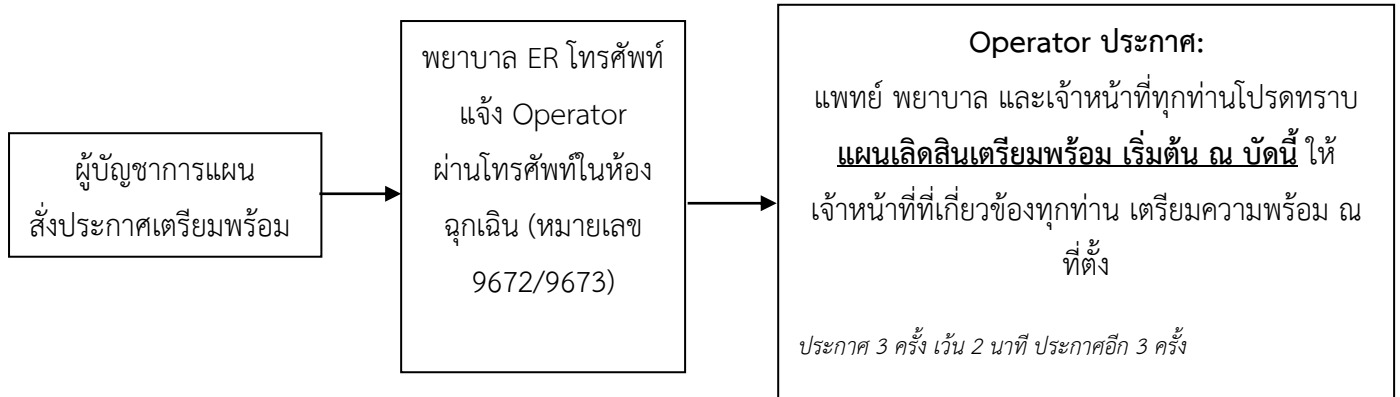 ผู้บัญชาการแผน
สั่งประกาศเตรียมพร้อม
พยาบาล ER โทรศัพท์
แจ้ง Operator
ผ่านโทรศัพท์ในห้อง
ฉุกเฉิน (หมายเลข
9672/9673)
Operator ประกาศ:
แพทย์ พยาบาล และเจ้าหน้าที่ทุกท่านโปรดทราบ
แผนเลิดสินเตรียมพร้อม เริ่มต้น ณ บัดนี้ ให้
เจ้าหน้าที่ที่เกี่ยวข้องทุกท่าน เตรียมความพร้อม ณ
ที่ตั้ง
ประกาศ 3 ครั้ง เว้น 2 นาที ประกาศอีก 3 ครั้ง